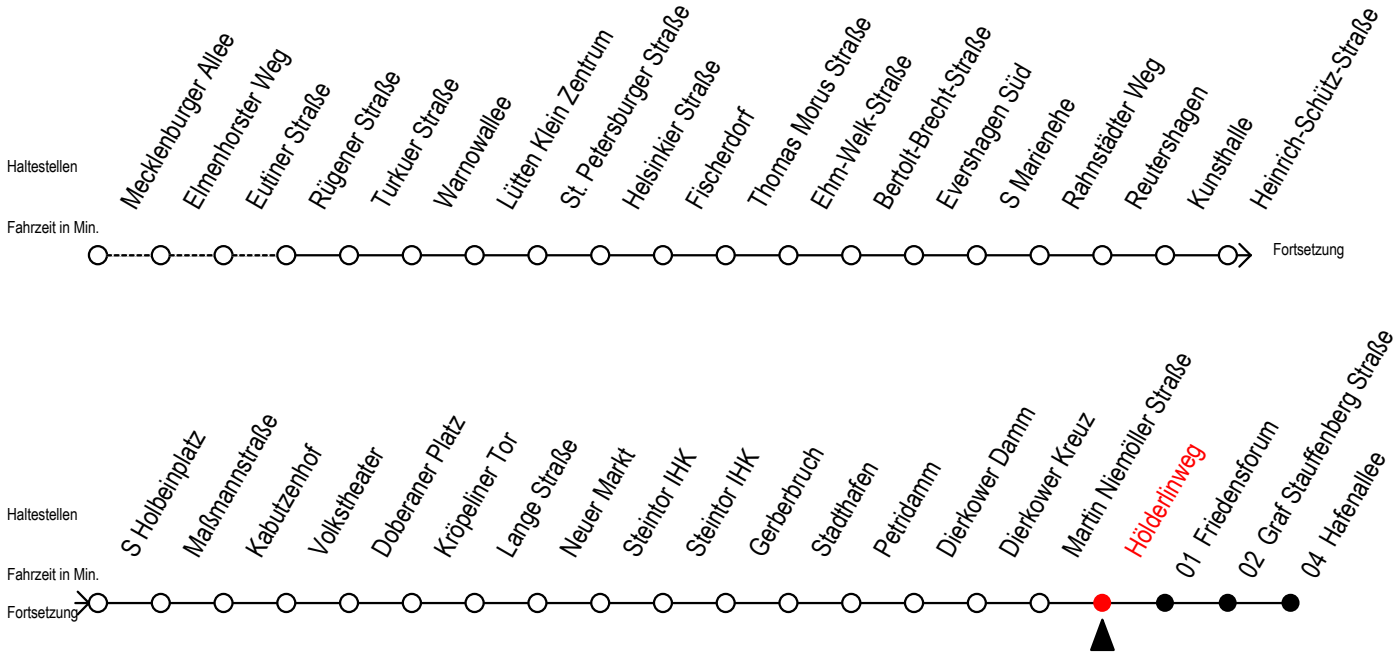 Haltestellen
Mecklenburger Allee
Elmenhorster Weg
Eutiner Straße
Rügener Straße
Turkuer Straße
Warnowallee
Lütten Klein Zentrum
St. Petersburger Straße
Helsinkier Straße
Fischerdorf
Thomas Morus Straße
Ehm-Welk-Straße
Bertolt-Brecht-Straße
Evershagen Süd
S Marienehe
Rahnstädter Weg
Reutershagen
Kunsthalle
Heinrich-Schütz-Straße
Fahrzeit in Min.
Fortsetzung
Haltestellen
S Holbeinplatz
Maßmannstraße
Kabutzenhof
Volkstheater
Doberaner Platz
Kröpeliner Tor
Lange Straße
Neuer Markt
Steintor IHK
Steintor IHK
Gerberbruch
Stadthafen
Petridamm
Dierkower Damm
Dierkower Kreuz
Martin Niemöller Straße
Hölderlinweg
01 Friedensforum
02 Graf Stauffenberg Straße
04 Hafenallee
Fahrzeit in Min.
Fortsetzung